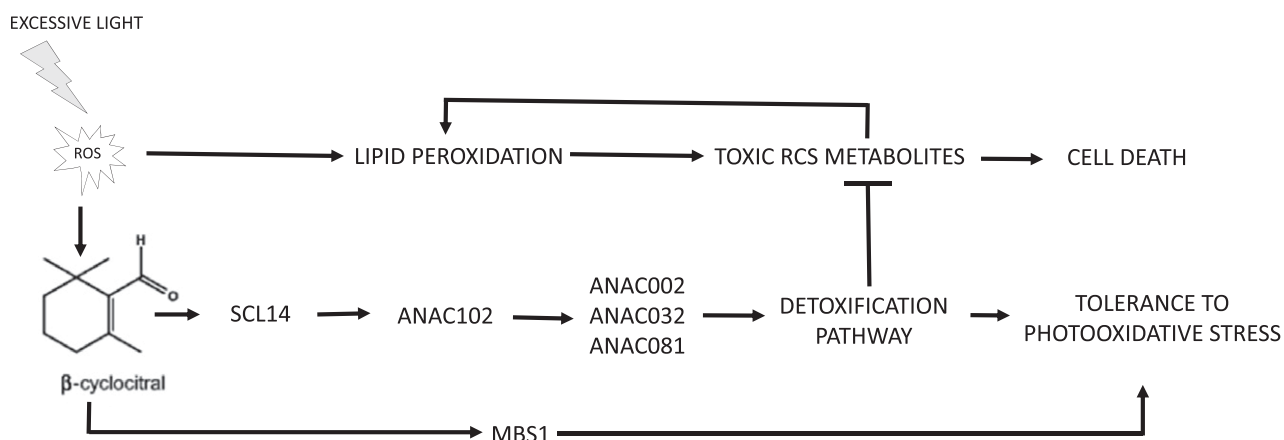 EXCESSIVE LIGHT
ROS
LIPID PEROXIDATION
TOXIC RCS METABOLITES
CELL DEATH
H
O
β-cyclocitral
SCL14
ANAC102
ANAC002
ANAC032
ANAC081
DETOXIFICATION
PATHWAY
TOLERANCE TO
PHOTOOXIDATIVE STRESS
MBS1